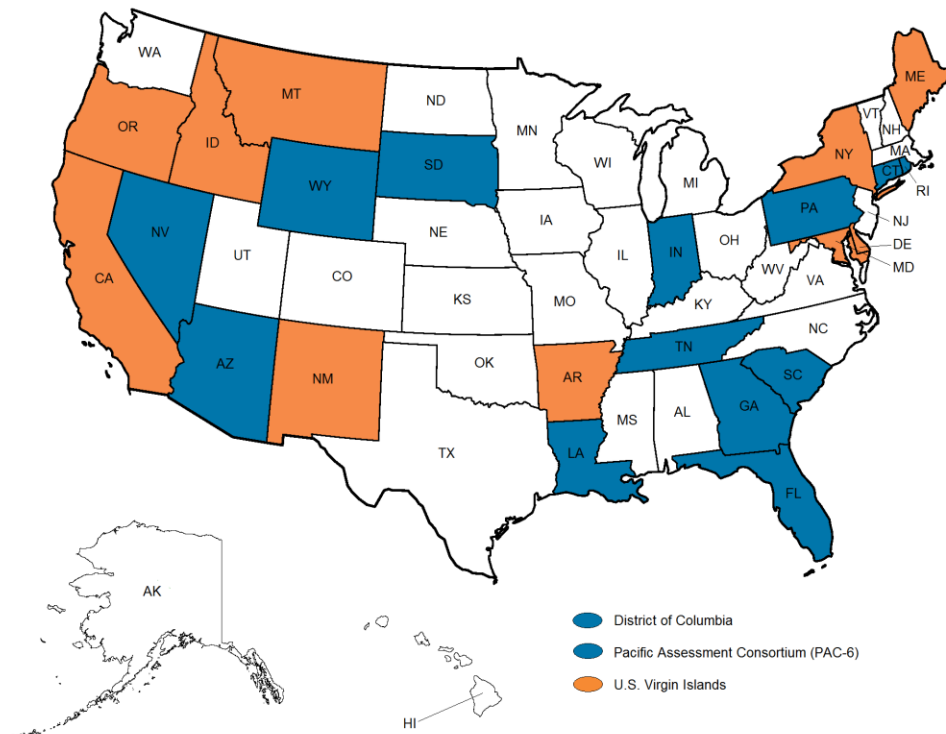 WA
MT
ND
MN
ME
VT
NH
OR
ID
SD
WI
NY
MA
WY
MI
CT
RI
NV
NE
IA
PA
NJ
UT
IL
IN
OH
DE
CA
CO
WV
MD
KS
MO
KY
VA
AZ
NM
OK
AR
TN
NC
SC
MS
AL
GA
TX
LA
FL
AK
HI
District of Columbia
Pacific Assessment Consortium (PAC-6)
U.S. Virgin Islands